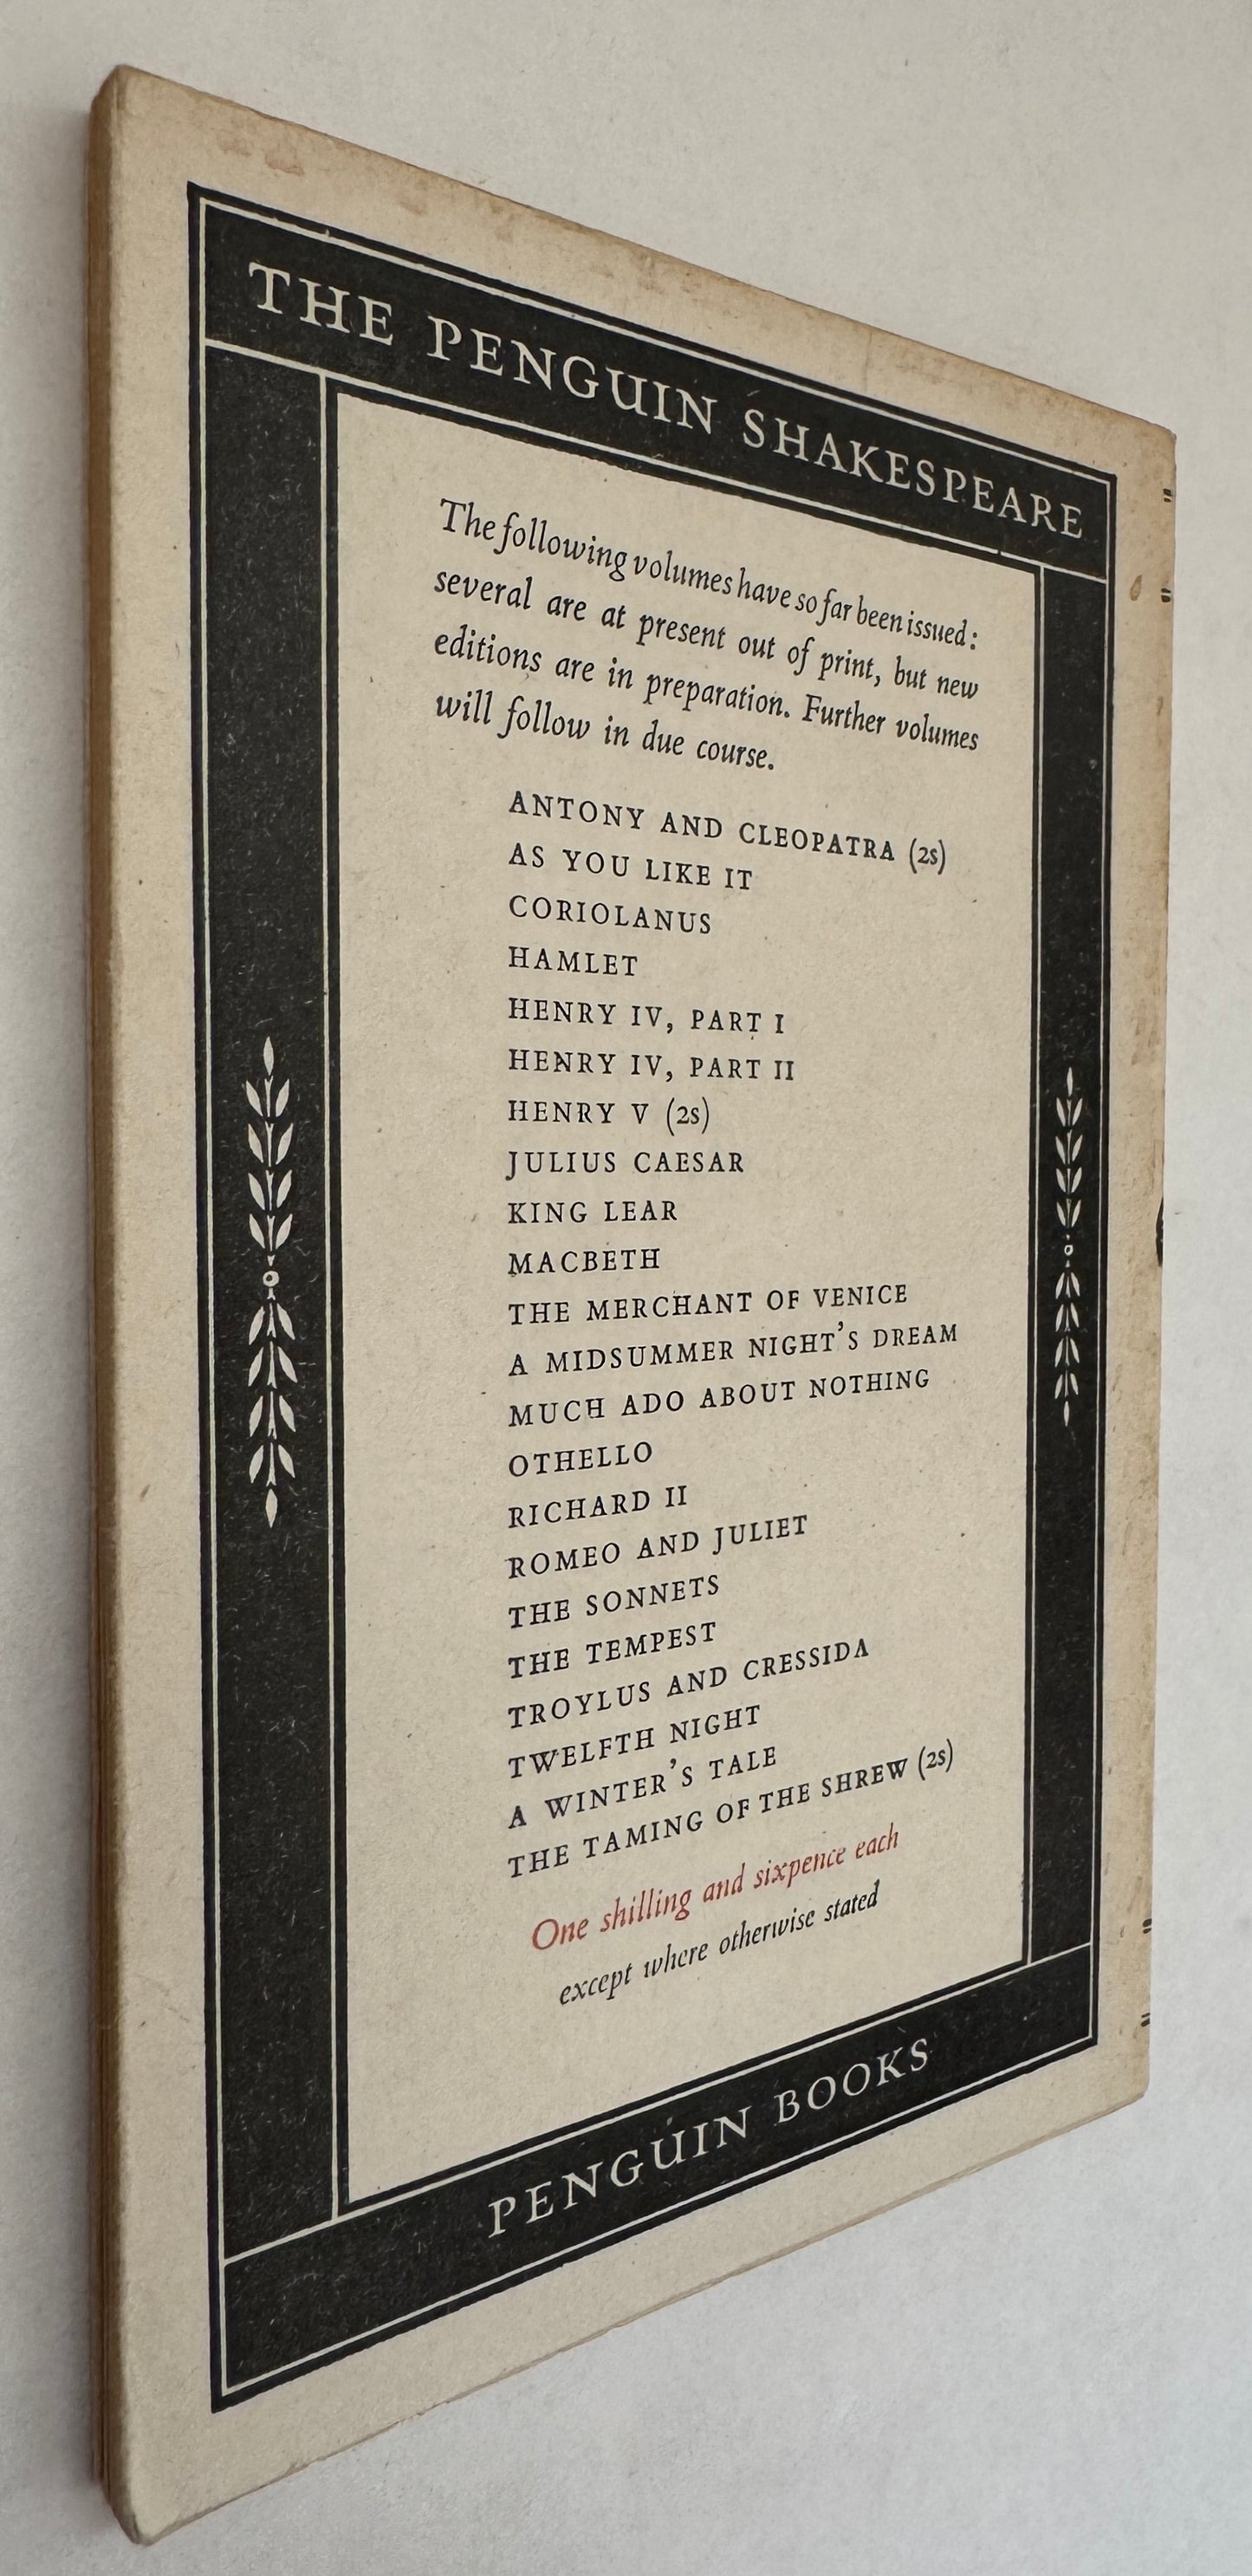 THE PENGUIN SHAKESPEARE
The following volumes have so far been issued:
several are at present out of print, but new
editions are in preparation. Further volumes
will follow in due course.
ANTONY AND CLEOPATRA (2s)
AS YOU LIKE IT
CORIOLANUS
HAMLET
HENRY IV, PART I
HENRY IV, PART II
HENRY V (2s)
JULIUS CAESAR
KING LEAR
MACBETH
THE MERCHANT OF VENICE
A MIDSUMMER NIGHT'S DREAM
MUCH ADO ABOUT NOTHING
OTHELLO
RICHARD II
ROMEO AND JULIET
THE SONNETS
THE TEMPEST
TROYLUS AND CRESSIDA
TWELFTH NIGHT
A WINTER'S TALE
THE TAMING OF THE SHREW (2s)
One shilling and sixpence each
except where otherwise stated
PENGUIN BOOKS